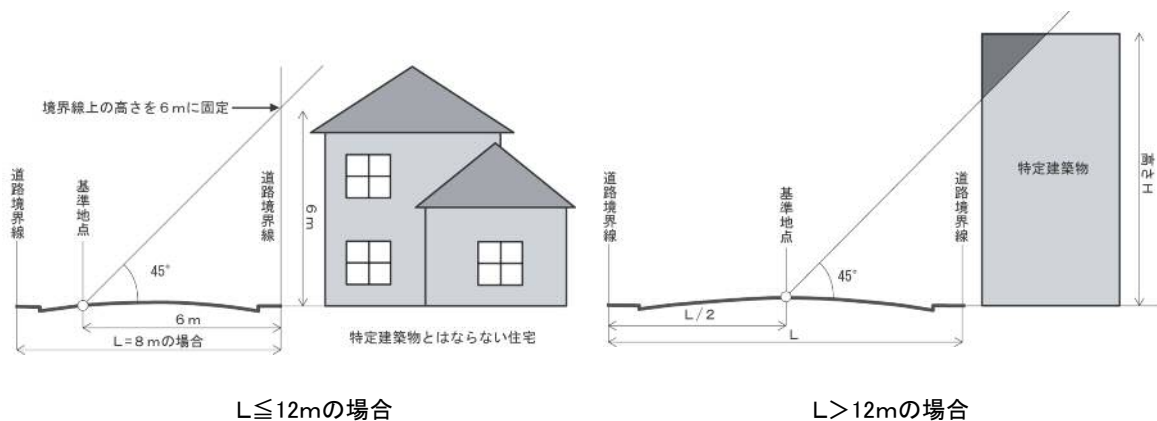 境界線上の高さを6mに固定
道路境界線
基準地点
道路境界線
6m
45°
6m
L=8mの場合
特定建築物とはならない住宅
L≦12mの場合
道路境界線
基準地点
道路境界線
45°
L/2
L
特定建築物
高さH
L>12mの場合